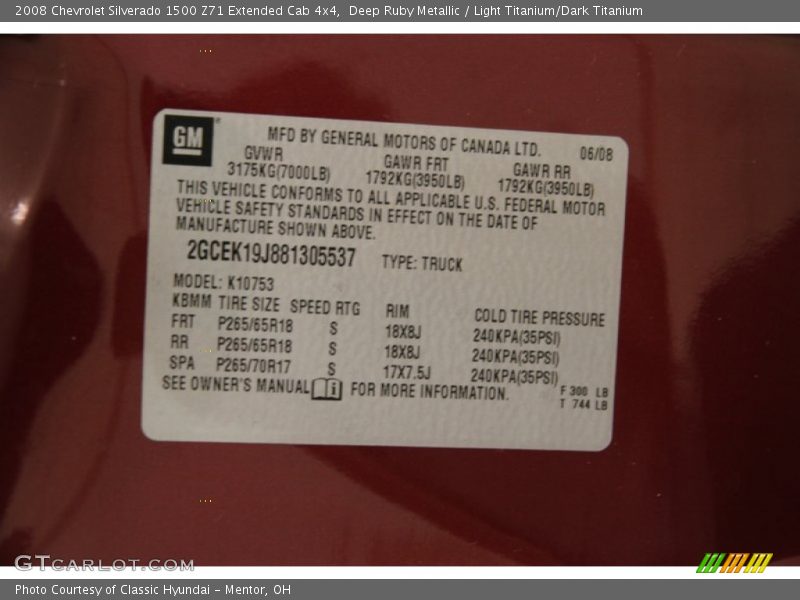 2008 Chevrolet Silverado 1500 Z71 Extended Cab 4x4,  Deep Ruby Metallic / Light Titanium/Dark Titanium
GM
MFD BY GENERAL MOTORS OF CANADA LTD. 06/08
GVWR GAWR FRT GAWR RR
3175KG(7000LB) 1792KG(3950LB) 1792KG(3950LB)
THIS VEHICLE CONFORMS TO ALL APPLICABLE U.S. FEDERAL MOTOR
VEHICLE SAFETY STANDARDS IN EFFECT ON THE DATE OF
MANUFACTURE SHOWN ABOVE.
2GCEK19J881305537 TYPE: TRUCK
MODEL: K10753
KBMM TIRE SIZE SPEED RTG RIM COLD TIRE PRESSURE
FRT P265/65R18 S 18X8J 240KPA(35PSI)
RR P265/65R18 S 18X8J 240KPA(35PSI)
SPA P265/70R17 S 17X7.5J 240KPA(35PSI)
SEE OWNER'S MANUAL i FOR MORE INFORMATION.
F 300 LB
T 744 LB
GTCARLOT.COM
Photo Courtesy of Classic Hyundai - Mentor, OH